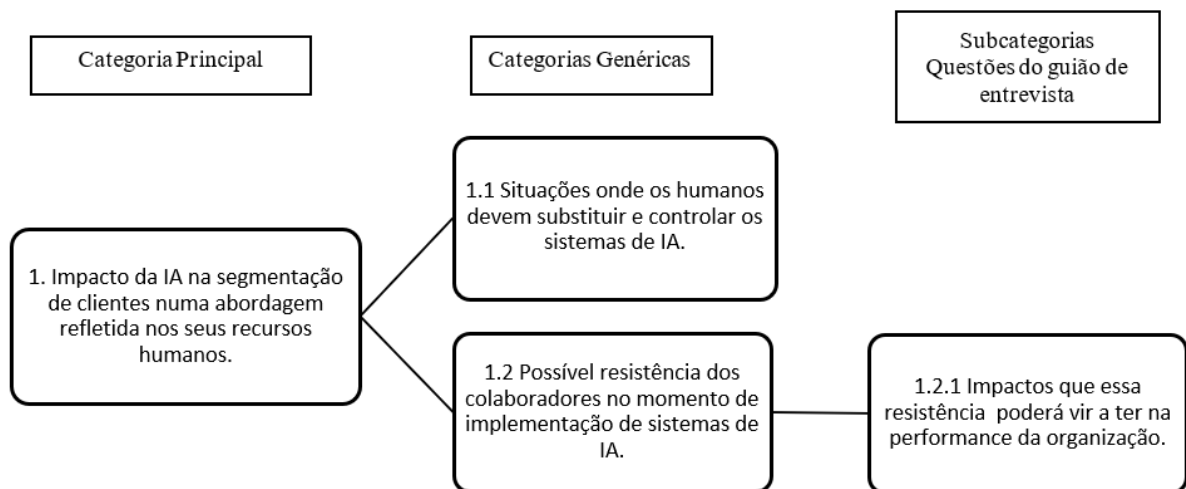 Categoria Principal
Categorias Genéricas
Subcategorias
Questões do guião de
entrevista
1. Impacto da IA na segmentação
de clientes numa abordagem
refletida nos seus recursos
humanos.
1.1 Situações onde os humanos
devem substituir e controlar os
sistemas de IA.
1.2 Possível resistência dos
colaboradores no momento de
implementação de sistemas de
IA.
1.2.1 Impactos que essa
resistência poderá vir a ter na
performance da organização.